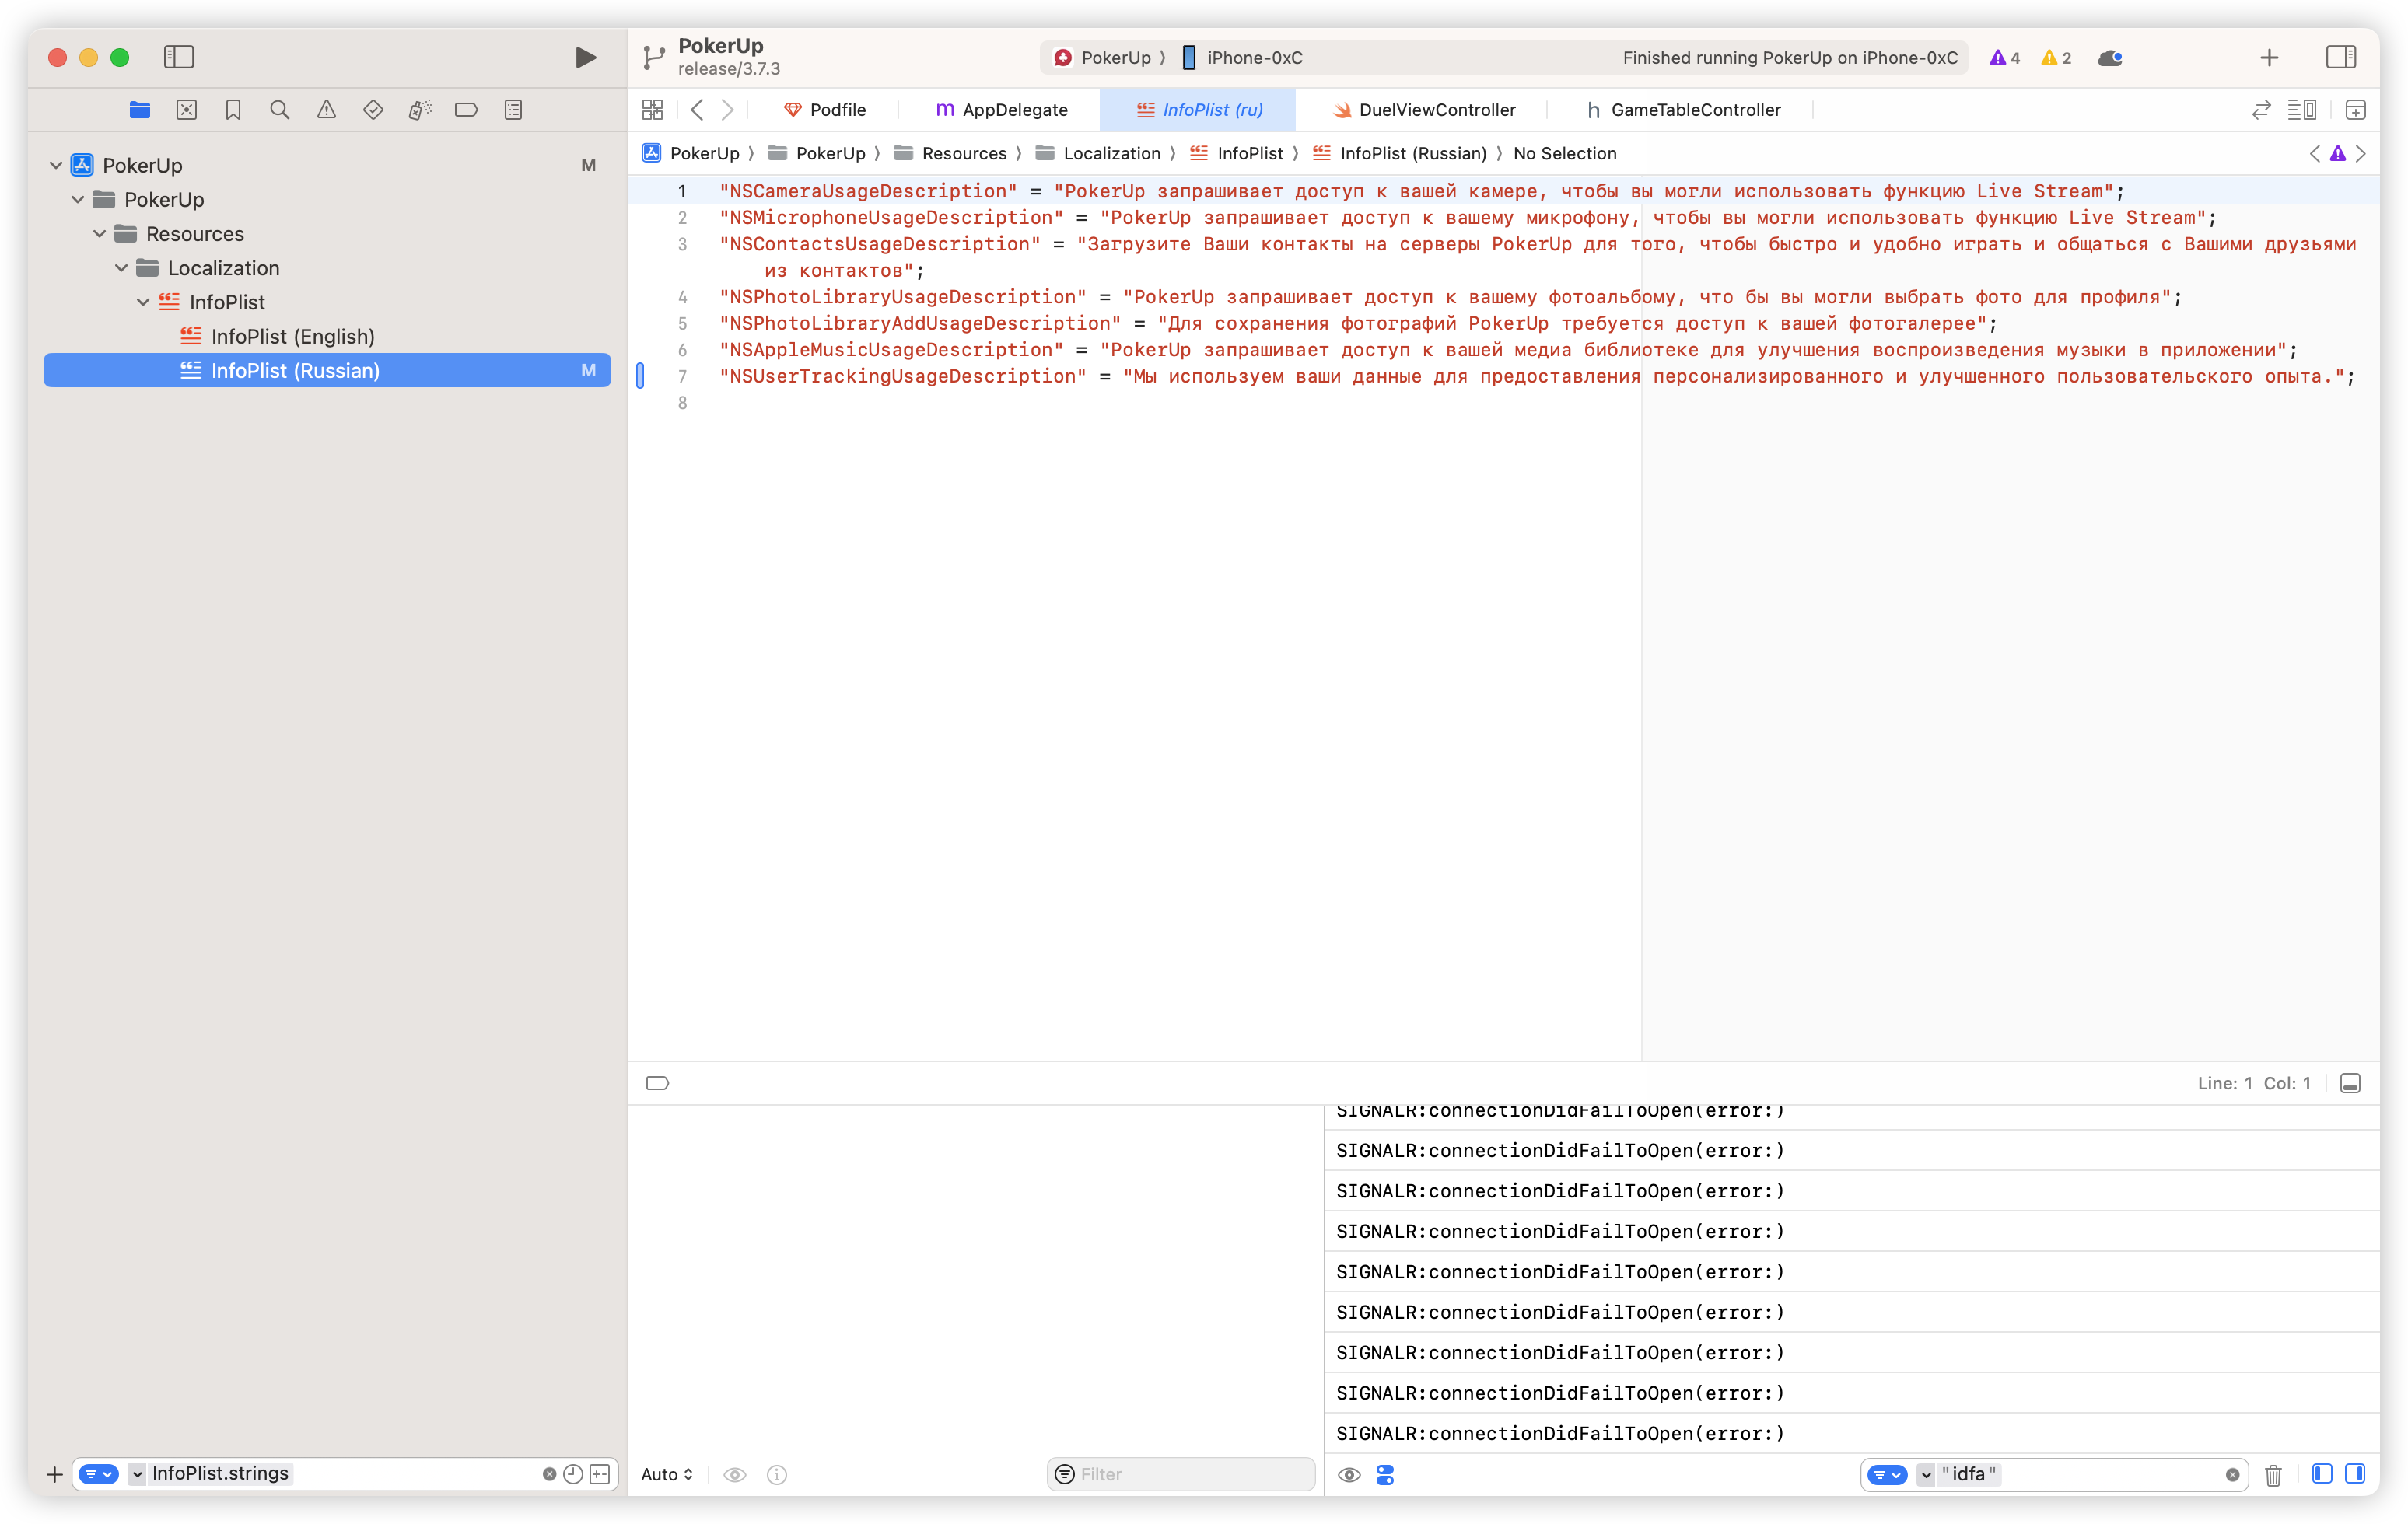 PokerUp
release/3.7.3
PokerUp
iPhone-0xC
Finished running PokerUp on iPhone-0xC
4
2
Podfile
m AppDelegate
InfoPlist (ru)
DuelViewController
h GameTableController
PokerUp 〉 PokerUp 〉 Resources 〉 Localization 〉 InfoPlist 〉 InfoPlist (Russian) 〉 No Selection
PokerUp M
PokerUp
Resources
Localization
InfoPlist
InfoPlist (English)
InfoPlist (Russian) M
1 "NSCameraUsageDescription" = "PokerUp запрашивает доступ к вашей камере, чтобы вы могли использовать функцию Live Stream";
2 "NSMicrophoneUsageDescription" = "PokerUp запрашивает доступ к вашему микрофону, чтобы вы могли использовать функцию Live Stream";
3 "NSContactsUsageDescription" = "Загрузите Ваши контакты на серверы PokerUp для того, чтобы быстро и удобно играть и общаться с Вашими друзьями
из контактов";
4 "NSPhotoLibraryUsageDescription" = "PokerUp запрашивает доступ к вашему фотоальбому, что бы вы могли выбрать фото для профиля";
5 "NSPhotoLibraryAddUsageDescription" = "Для сохранения фотографий PokerUp требуется доступ к вашей фотогалерее";
6 "NSAppleMusicUsageDescription" = "PokerUp запрашивает доступ к вашей медиа библиотеке для улучшения воспроизведения музыки в приложении";
7 "NSUserTrackingUsageDescription" = "Мы используем ваши данные для предоставления персонализированного и улучшенного пользовательского опыта.";
8
Line: 1 Col: 1
SIGNALR:connectionDidFailToOpen(error:)
SIGNALR:connectionDidFailToOpen(error:)
SIGNALR:connectionDidFailToOpen(error:)
SIGNALR:connectionDidFailToOpen(error:)
SIGNALR:connectionDidFailToOpen(error:)
SIGNALR:connectionDidFailToOpen(error:)
SIGNALR:connectionDidFailToOpen(error:)
SIGNALR:connectionDidFailToOpen(error:)
SIGNALR:connectionDidFailToOpen(error:)
InfoPlist.strings
Auto
Filter
"idfa"